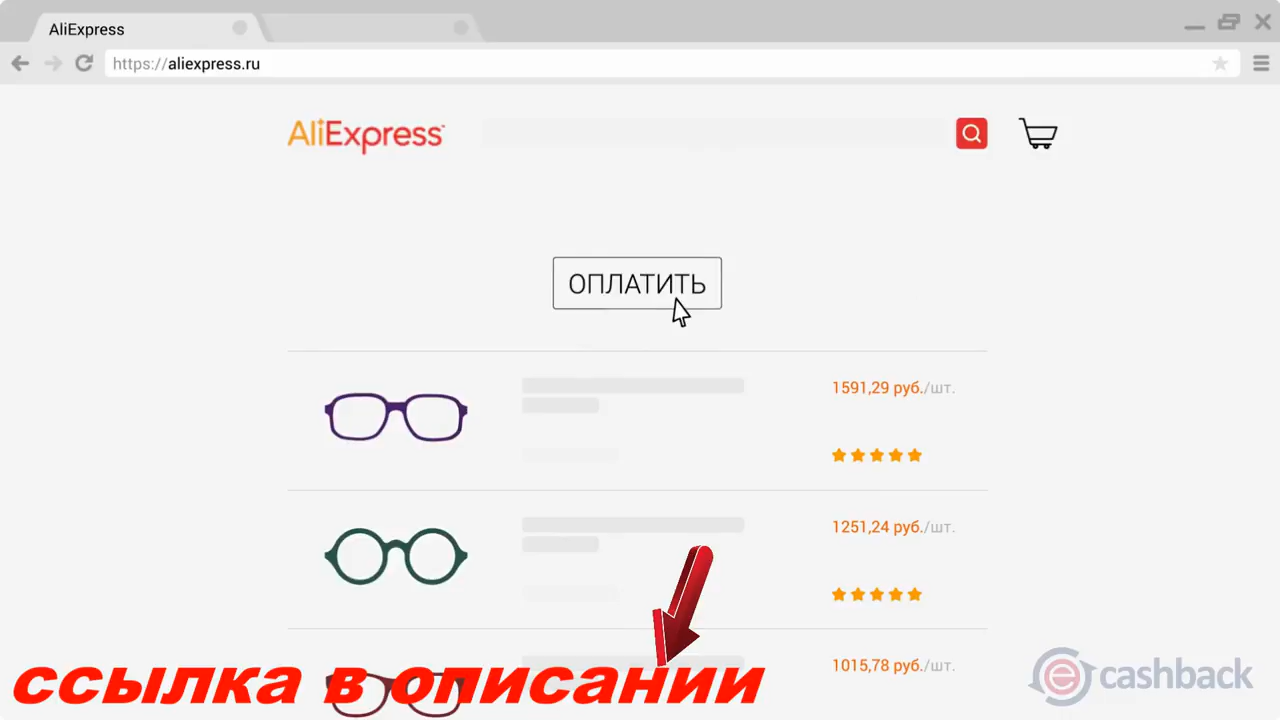 AliExpress
https://aliexpress.ru
AliExpress™
ОПЛАТИТЬ
1591,29 руб./шт.
1251,24 руб./шт.
1015,78 руб./шт.
ссылка в описании
e cashback